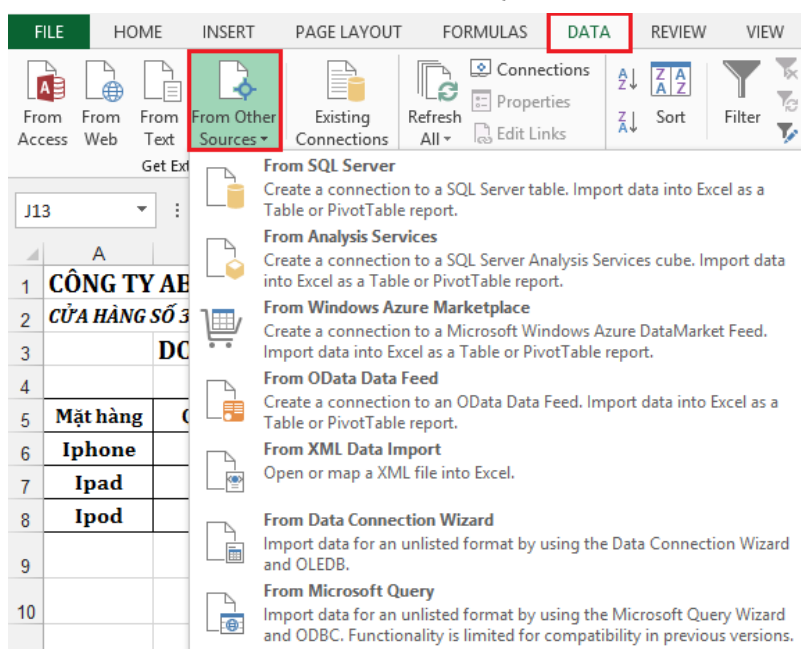 FILE HOME INSERT PAGE LAYOUT FORMULAS DATA REVIEW VIEW
From Access
From Web
From Text
From Other Sources
Existing Connections
Refresh All
Connections
Properties
Edit Links
Sort
Filter
Get Ext
From SQL Server
Create a connection to a SQL Server table. Import data into Excel as a
Table or PivotTable report.
From Analysis Services
Create a connection to a SQL Server Analysis Services cube. Import data
into Excel as a Table or PivotTable report.
From Windows Azure Marketplace
Create a connection to a Microsoft Windows Azure DataMarket Feed.
Import data into Excel as a Table or PivotTable report.
From OData Data Feed
Create a connection to an OData Data Feed. Import data into Excel as a
Table or PivotTable report.
From XML Data Import
Open or map a XML file into Excel.
From Data Connection Wizard
Import data for an unlisted format by using the Data Connection Wizard
and OLEDB.
From Microsoft Query
Import data for an unlisted format by using the Microsoft Query Wizard
and ODBC. Functionality is limited for compatibility in previous versions.
J13
A
1 CÔNG TY AB
2 CỬA HÀNG SỐ 3
3 DO
4
5 Mặt hàng
6 Iphone
7 Ipad
8 Ipod
9
10